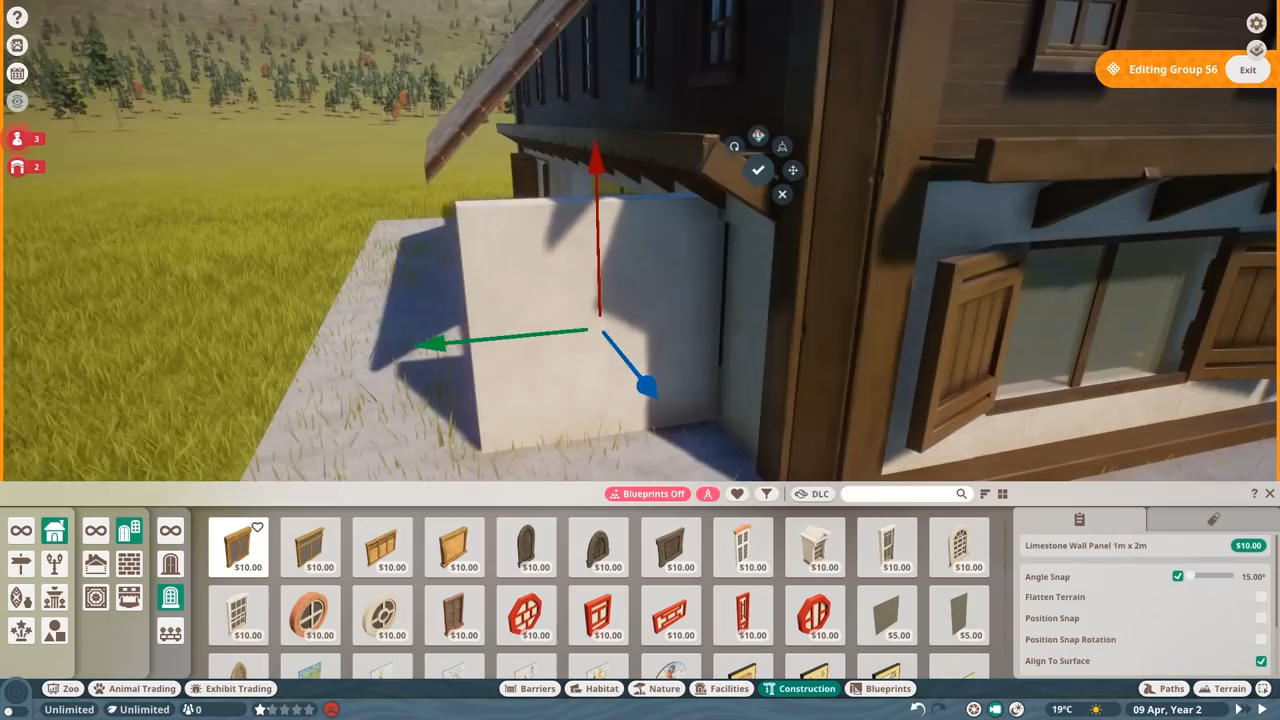 Editing Group 56
Exit
3
2
Blueprints Off
DLC
?
$10.00 $10.00 $10.00 $10.00 $10.00 $10.00 $10.00 $10.00 $10.00 $10.00 $10.00
$10.00 $10.00 $10.00 $10.00 $10.00 $10.00 $10.00 $10.00 $10.00 $5.00 $5.00
Limestone Wall Panel 1m x 2m
$10.00
Angle Snap
15.00°
Flatten Terrain
Position Snap
Position Snap Rotation
Align To Surface
Zoo
Animal Trading
Exhibit Trading
Barriers
Habitat
Nature
Facilities
Construction
Blueprints
Paths
Terrain
Unlimited
Unlimited
0
19°C
09 Apr, Year 2